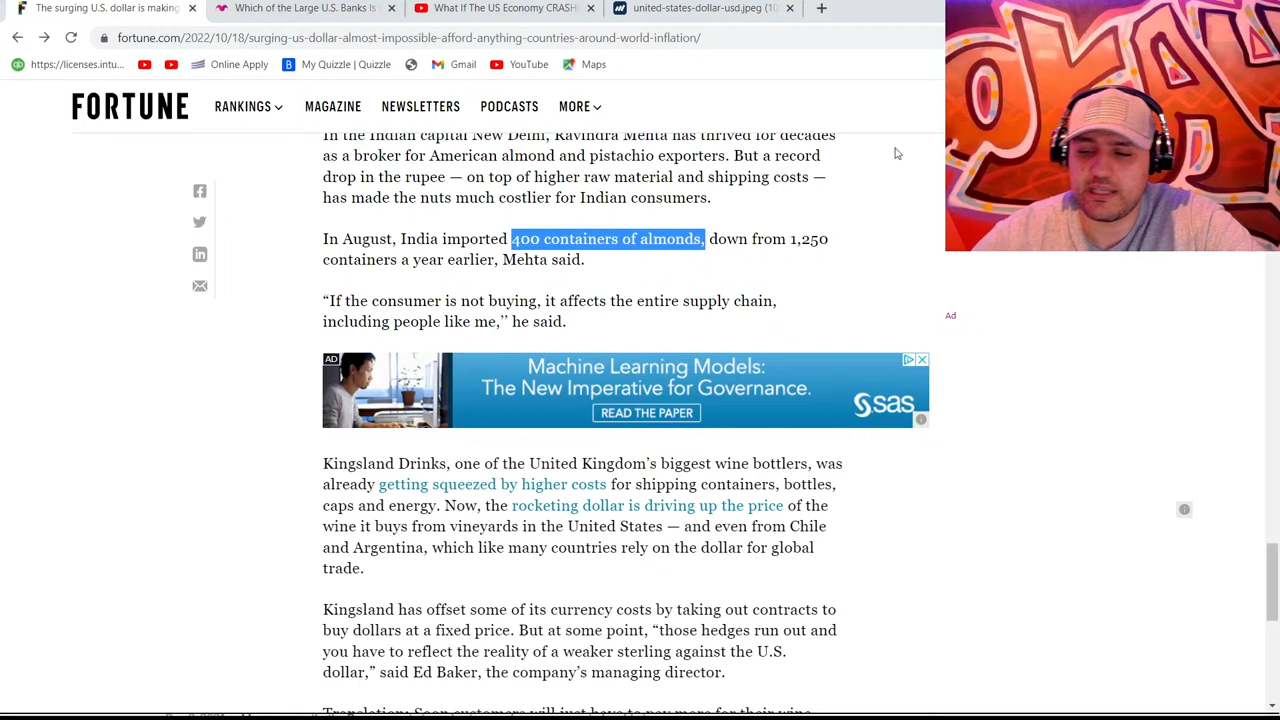 The surging U.S. dollar is making
Which of the Large U.S. Banks Is
What If The US Economy CRASH
united-states-dollar-usd.jpeg (10
fortune.com/2022/10/18/surging-us-dollar-almost-impossible-afford-anything-countries-around-world-inflation/
https://licenses.intu...
Online Apply
My Quizzle | Quizzle
Gmail
YouTube
Maps
FORTUNE
RANKINGS
MAGAZINE
NEWSLETTERS
PODCASTS
MORE
In the Indian capital New Delhi, Ravindra Mehta has thrived for decades
as a broker for American almond and pistachio exporters. But a record
drop in the rupee — on top of higher raw material and shipping costs —
has made the nuts much costlier for Indian consumers.
In August, India imported 400 containers of almonds, down from 1,250
containers a year earlier, Mehta said.
“If the consumer is not buying, it affects the entire supply chain,
including people like me,’’ he said.
Ad
AD
Machine Learning Models:
The New Imperative for Governance.
READ THE PAPER
sas
Kingsland Drinks, one of the United Kingdom’s biggest wine bottlers, was
already getting squeezed by higher costs for shipping containers, bottles,
caps and energy. Now, the rocketing dollar is driving up the price of the
wine it buys from vineyards in the United States — and even from Chile
and Argentina, which like many countries rely on the dollar for global
trade.
Kingsland has offset some of its currency costs by taking out contracts to
buy dollars at a fixed price. But at some point, “those hedges run out and
you have to reflect the reality of a weaker sterling against the U.S.
dollar,” said Ed Baker, the company’s managing director.
Translation: Soon customers will just have to pay more for their wine